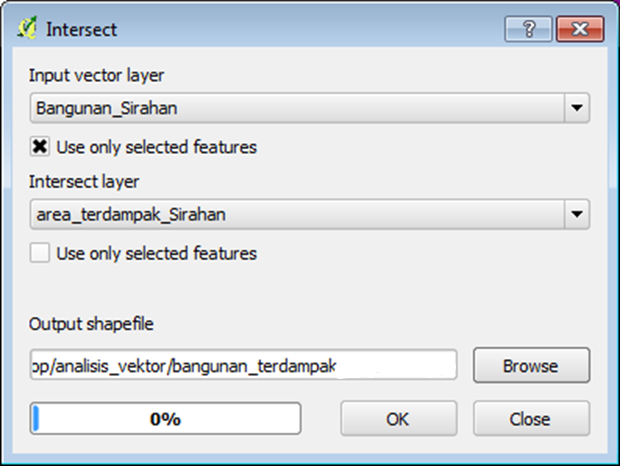 Intersect
Input vector layer
Bangunan_Sirahan
Use only selected features
Intersect layer
area_terdampak_Sirahan
Use only selected features
Output shapefile
op/analisis_vektor/bangunan_terdampak
Browse
0%
OK
Close